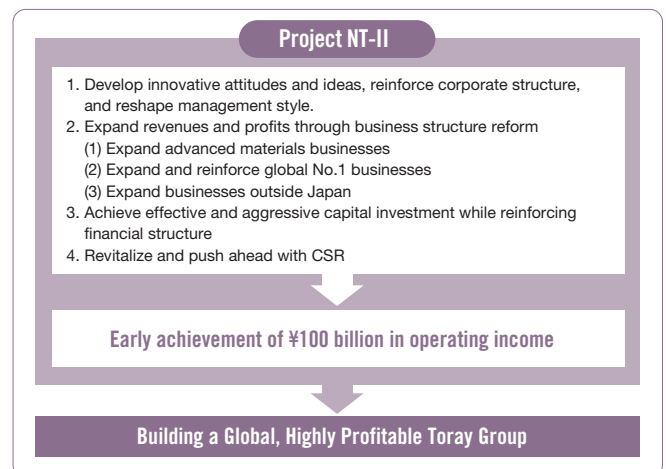 Project NT-II
1. Develop innovative attitudes and ideas, reinforce corporate structure,
and reshape management style.
2. Expand revenues and profits through business structure reform
(1) Expand advanced materials businesses
(2) Expand and reinforce global No.1 businesses
(3) Expand businesses outside Japan
3. Achieve effective and aggressive capital investment while reinforcing
financial structure
4. Revitalize and push ahead with CSR
Early achievement of ¥100 billion in operating income
Building a Global, Highly Profitable Toray Group